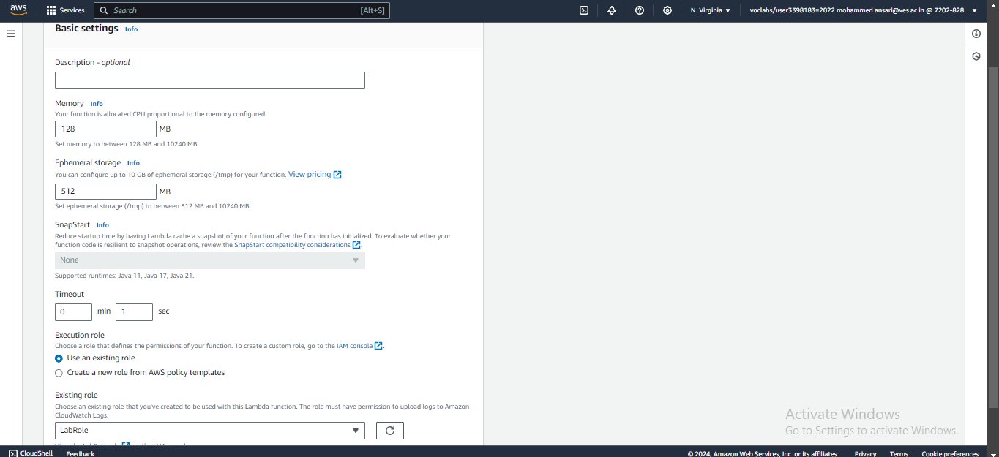 aws Services Search [Alt+S] N. Virginia voclabs/user3398183=2022.mohammed.ansari@ves.ac.in @ 7202-828...
Basic settings Info
Description - optional
Memory Info
Your function is allocated CPU proportional to the memory configured.
128 MB
Set memory to between 128 MB and 10240 MB
Ephemeral storage Info
You can configure up to 10 GB of ephemeral storage (/tmp) for your function. View pricing
512 MB
Set ephemeral storage (/tmp) to between 512 MB and 10240 MB.
SnapStart Info
Reduce startup time by having Lambda cache a snapshot of your function after the function has initialized. To evaluate whether your
function code is resilient to snapshot operations, review the SnapStart compatibility considerations.
None
Supported runtimes: Java 11, Java 17, Java 21.
Timeout
0 min 1 sec
Execution role
Choose a role that defines the permissions of your function. To create a custom role, go to the IAM console.
Use an existing role
Create a new role from AWS policy templates
Existing role
Choose an existing role that you've created to be used with this Lambda function. The role must have permission to upload logs to Amazon
CloudWatch Logs.
LabRole
View the LabRole role on the IAM console.
Activate Windows
Go to Settings to activate Windows.
CloudShell Feedback © 2024, Amazon Web Services, Inc. or its affiliates. Privacy Terms Cookie preferences